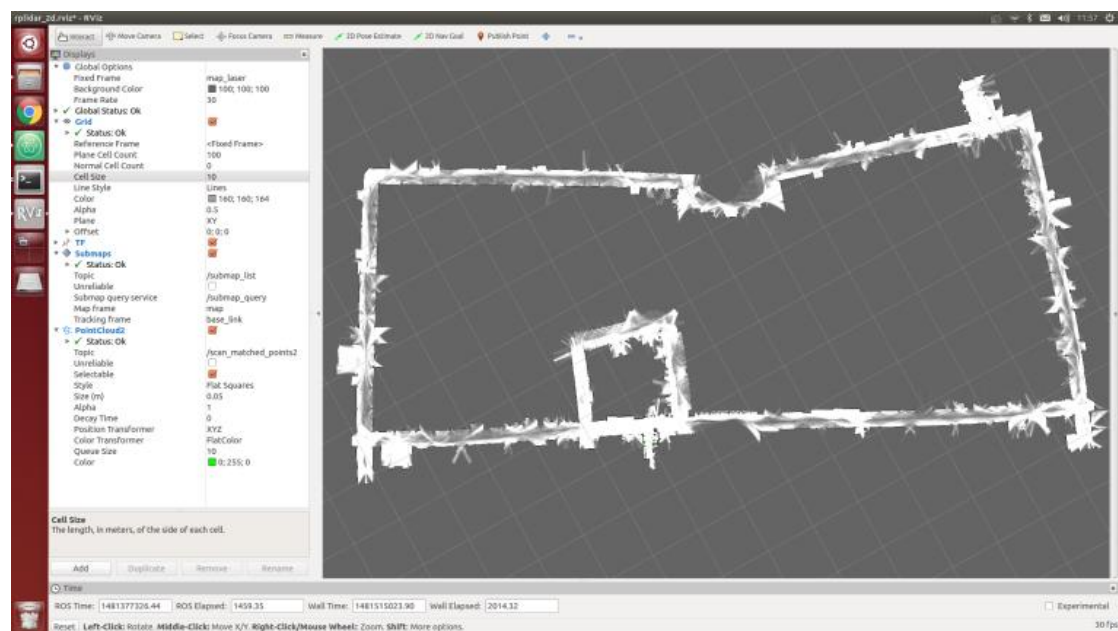 rplidar_2d.rviz* - RViz
11:57
Interact Move Camera Select Focus Camera Measure 2D Pose Estimate 2D Nav Goal Publish Point
Displays
Global Options
Fixed Frame map_laser
Background Color 100; 100; 100
Frame Rate 30
Global Status: Ok
Grid
Status: Ok
Reference Frame <Fixed Frame>
Plane Cell Count 100
Normal Cell Count 0
Cell Size 10
Line Style Lines
Color 160; 160; 164
Alpha 0.5
Plane XY
Offset 0; 0; 0
TF
Submaps
Status: Ok
Topic /submap_list
Unreliable
Submap query service /submap_query
Map frame map
Tracking frame base_link
PointCloud2
Status: Ok
Topic /scan_matched_points2
Unreliable
Selectable
Style Flat Squares
Size (m) 0.05
Alpha 1
Decay Time 0
Position Transformer XYZ
Color Transformer FlatColor
Queue Size 10
Color 0; 255; 0
RViz
Cell Size
The length, in meters, of the side of each cell.
Add Duplicate Remove Rename
Time
ROS Time: 1481377326.44 ROS Elapsed: 1459.35 Wall Time: 1481515023.90 Wall Elapsed: 2014.32 Experimental
Reset Left-Click: Rotate. Middle-Click: Move X/Y. Right-Click/Mouse Wheel: Zoom. Shift: More options. 30 fps